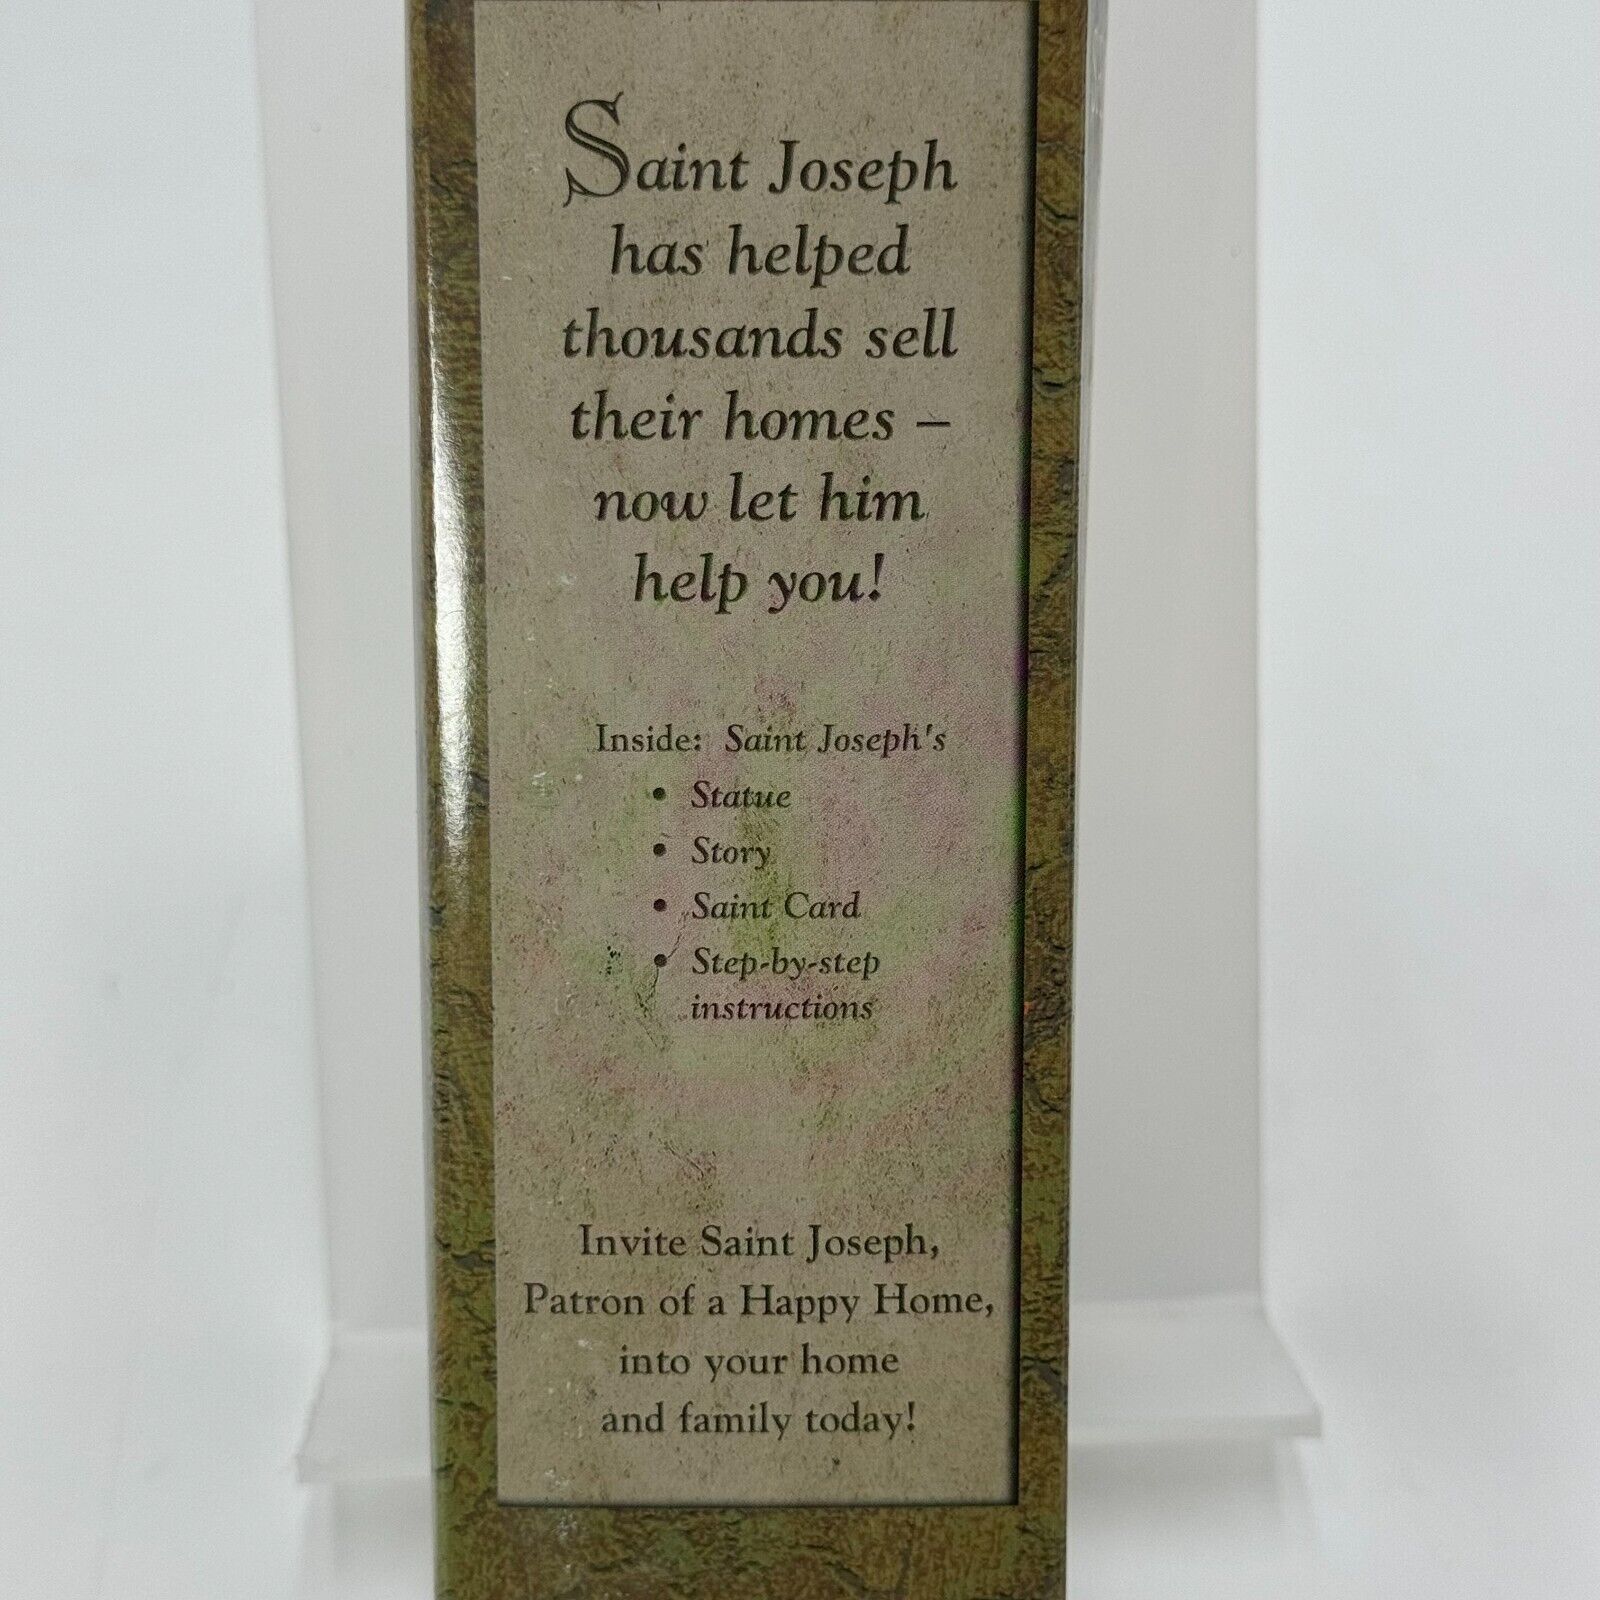 Saint Joseph
has helped
thousands sell
their homes –
now let him
help you!
Inside: Saint Joseph's
• Statue
• Story
• Saint Card
• Step-by-step
instructions
Invite Saint Joseph,
Patron of a Happy Home,
into your home
and family today!